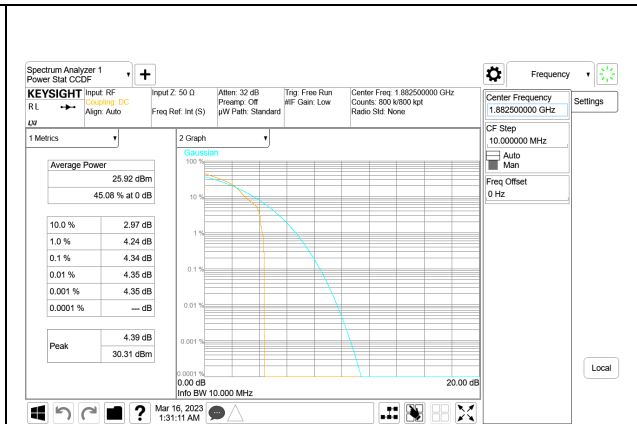 Spectrum Analyzer 1
Power Stat CCDF
+
Frequency
KEYSIGHT
RL
LXI
Input: RF
Coupling: DC
Align: Auto
Input Z: 50 Ω
Freq Ref: Int (S)
Atten: 32 dB
Preamp: Off
µW Path: Standard
Trig: Free Run
#IF Gain: Low
Center Freq: 1.882500000 GHz
Counts: 800 k/800 kpt
Radio Std: None
Center Frequency
1.882500000 GHz
Settings
CF Step
10.000000 MHz
Auto
Man
Freq Offset
0 Hz
Local
1 Metrics
Average Power
25.92 dBm
45.08 % at 0 dB
10.0 % 2.97 dB
1.0 % 4.24 dB
0.1 % 4.34 dB
0.01 % 4.35 dB
0.001 % 4.35 dB
0.0001 % --- dB
Peak 4.39 dB
30.31 dBm
2 Graph
Gaussian
100 %
10 %
1 %
0.1 %
0.01 %
0.001 %
0.0001 %
0.00 dB 20.00 dB
Info BW 10.000 MHz
?
Mar 16, 2023
1:31:11 AM